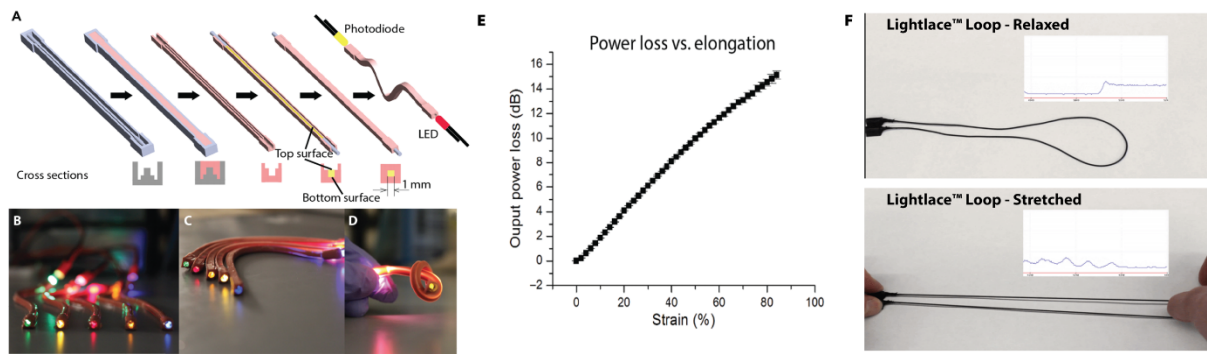 A
Photodiode
LED
Top surface
Cross sections
1 mm
Bottom surface
B
C
D
E
Power loss vs. elongation
16
14
12
10
8
6
4
2
0
−2
Ouput power loss (dB)
0
20
40
60
80
100
Strain (%)
F
Lightlace™ Loop - Relaxed
Lightlace™ Loop - Stretched